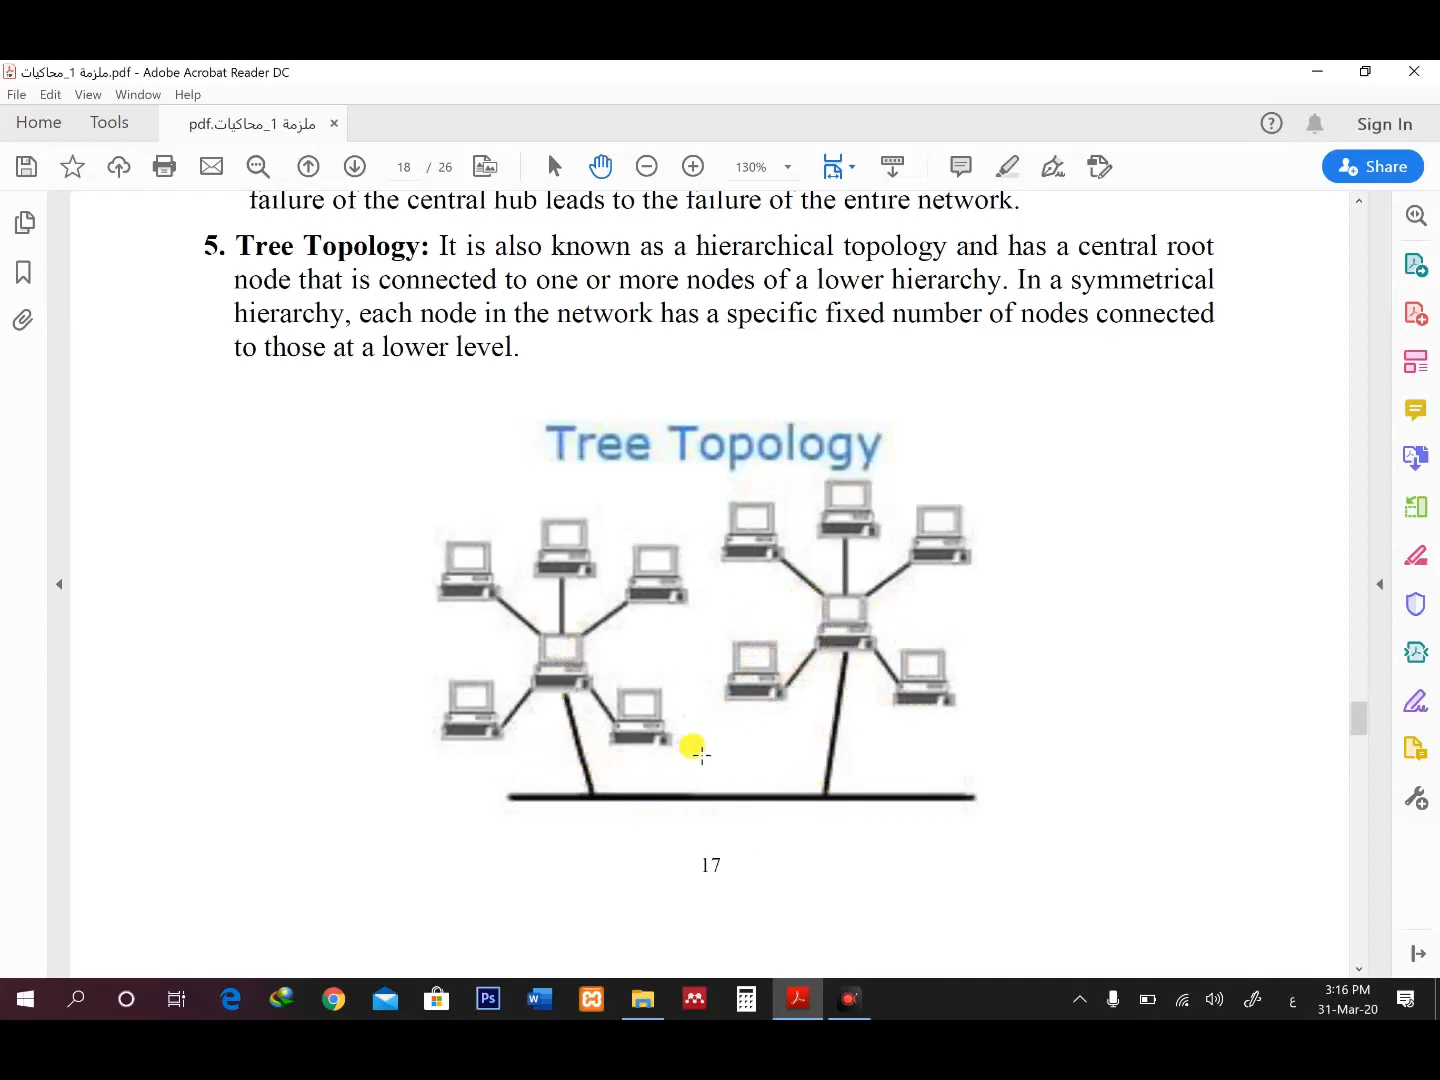 ملزمة 1_محاكيات.pdf - Adobe Acrobat Reader DC
File Edit View Window Help
Home Tools ملزمة 1_محاكيات.pdf × Sign In
18 / 26 130% Share
failure of the central hub leads to the failure of the entire network.
5. Tree Topology: It is also known as a hierarchical topology and has a central root
node that is connected to one or more nodes of a lower hierarchy. In a symmetrical
hierarchy, each node in the network has a specific fixed number of nodes connected
to those at a lower level.
Tree Topology
17
3:16 PM
ع 31-Mar-20